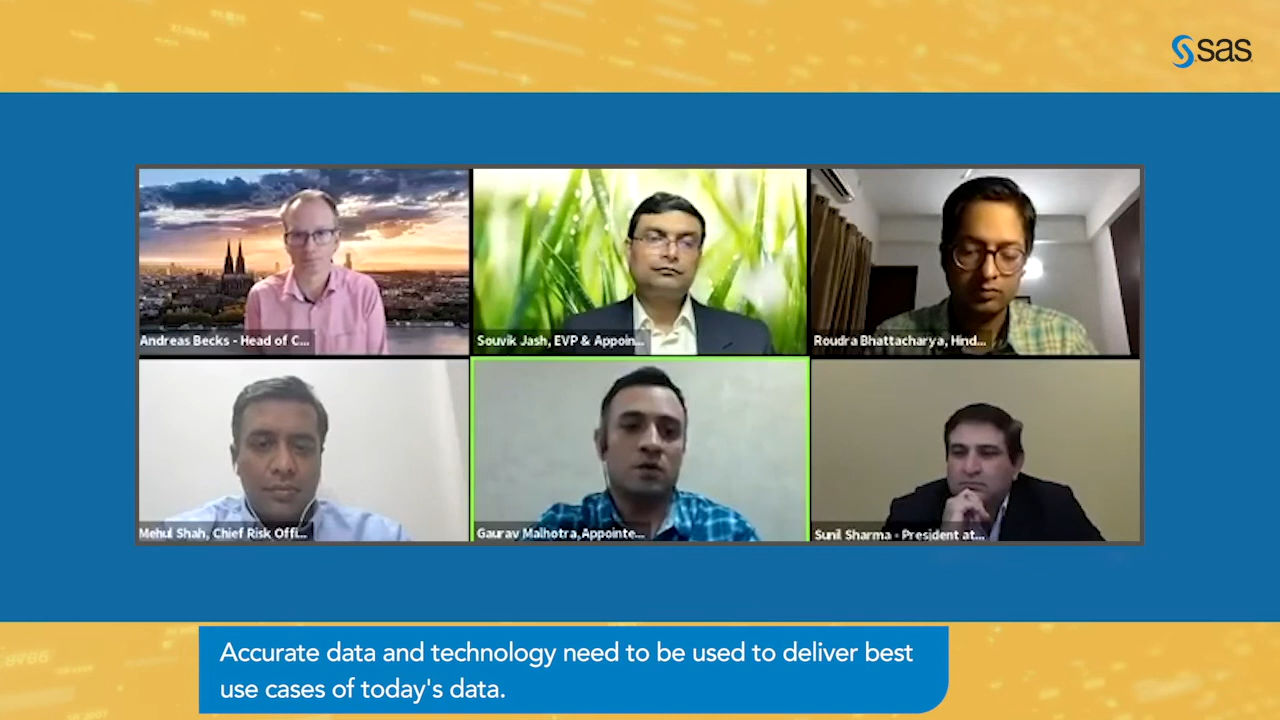 sas
Andreas Becks - Head of C...
Souvik Jash, EVP & Appoin...
Roudra Bhattacharya, Hind...
Mehul Shah, Chief Risk Offi...
Gaurav Malhotra, Appointe...
Sunil Sharma - President at...
Accurate data and technology need to be used to deliver best
use cases of today's data.